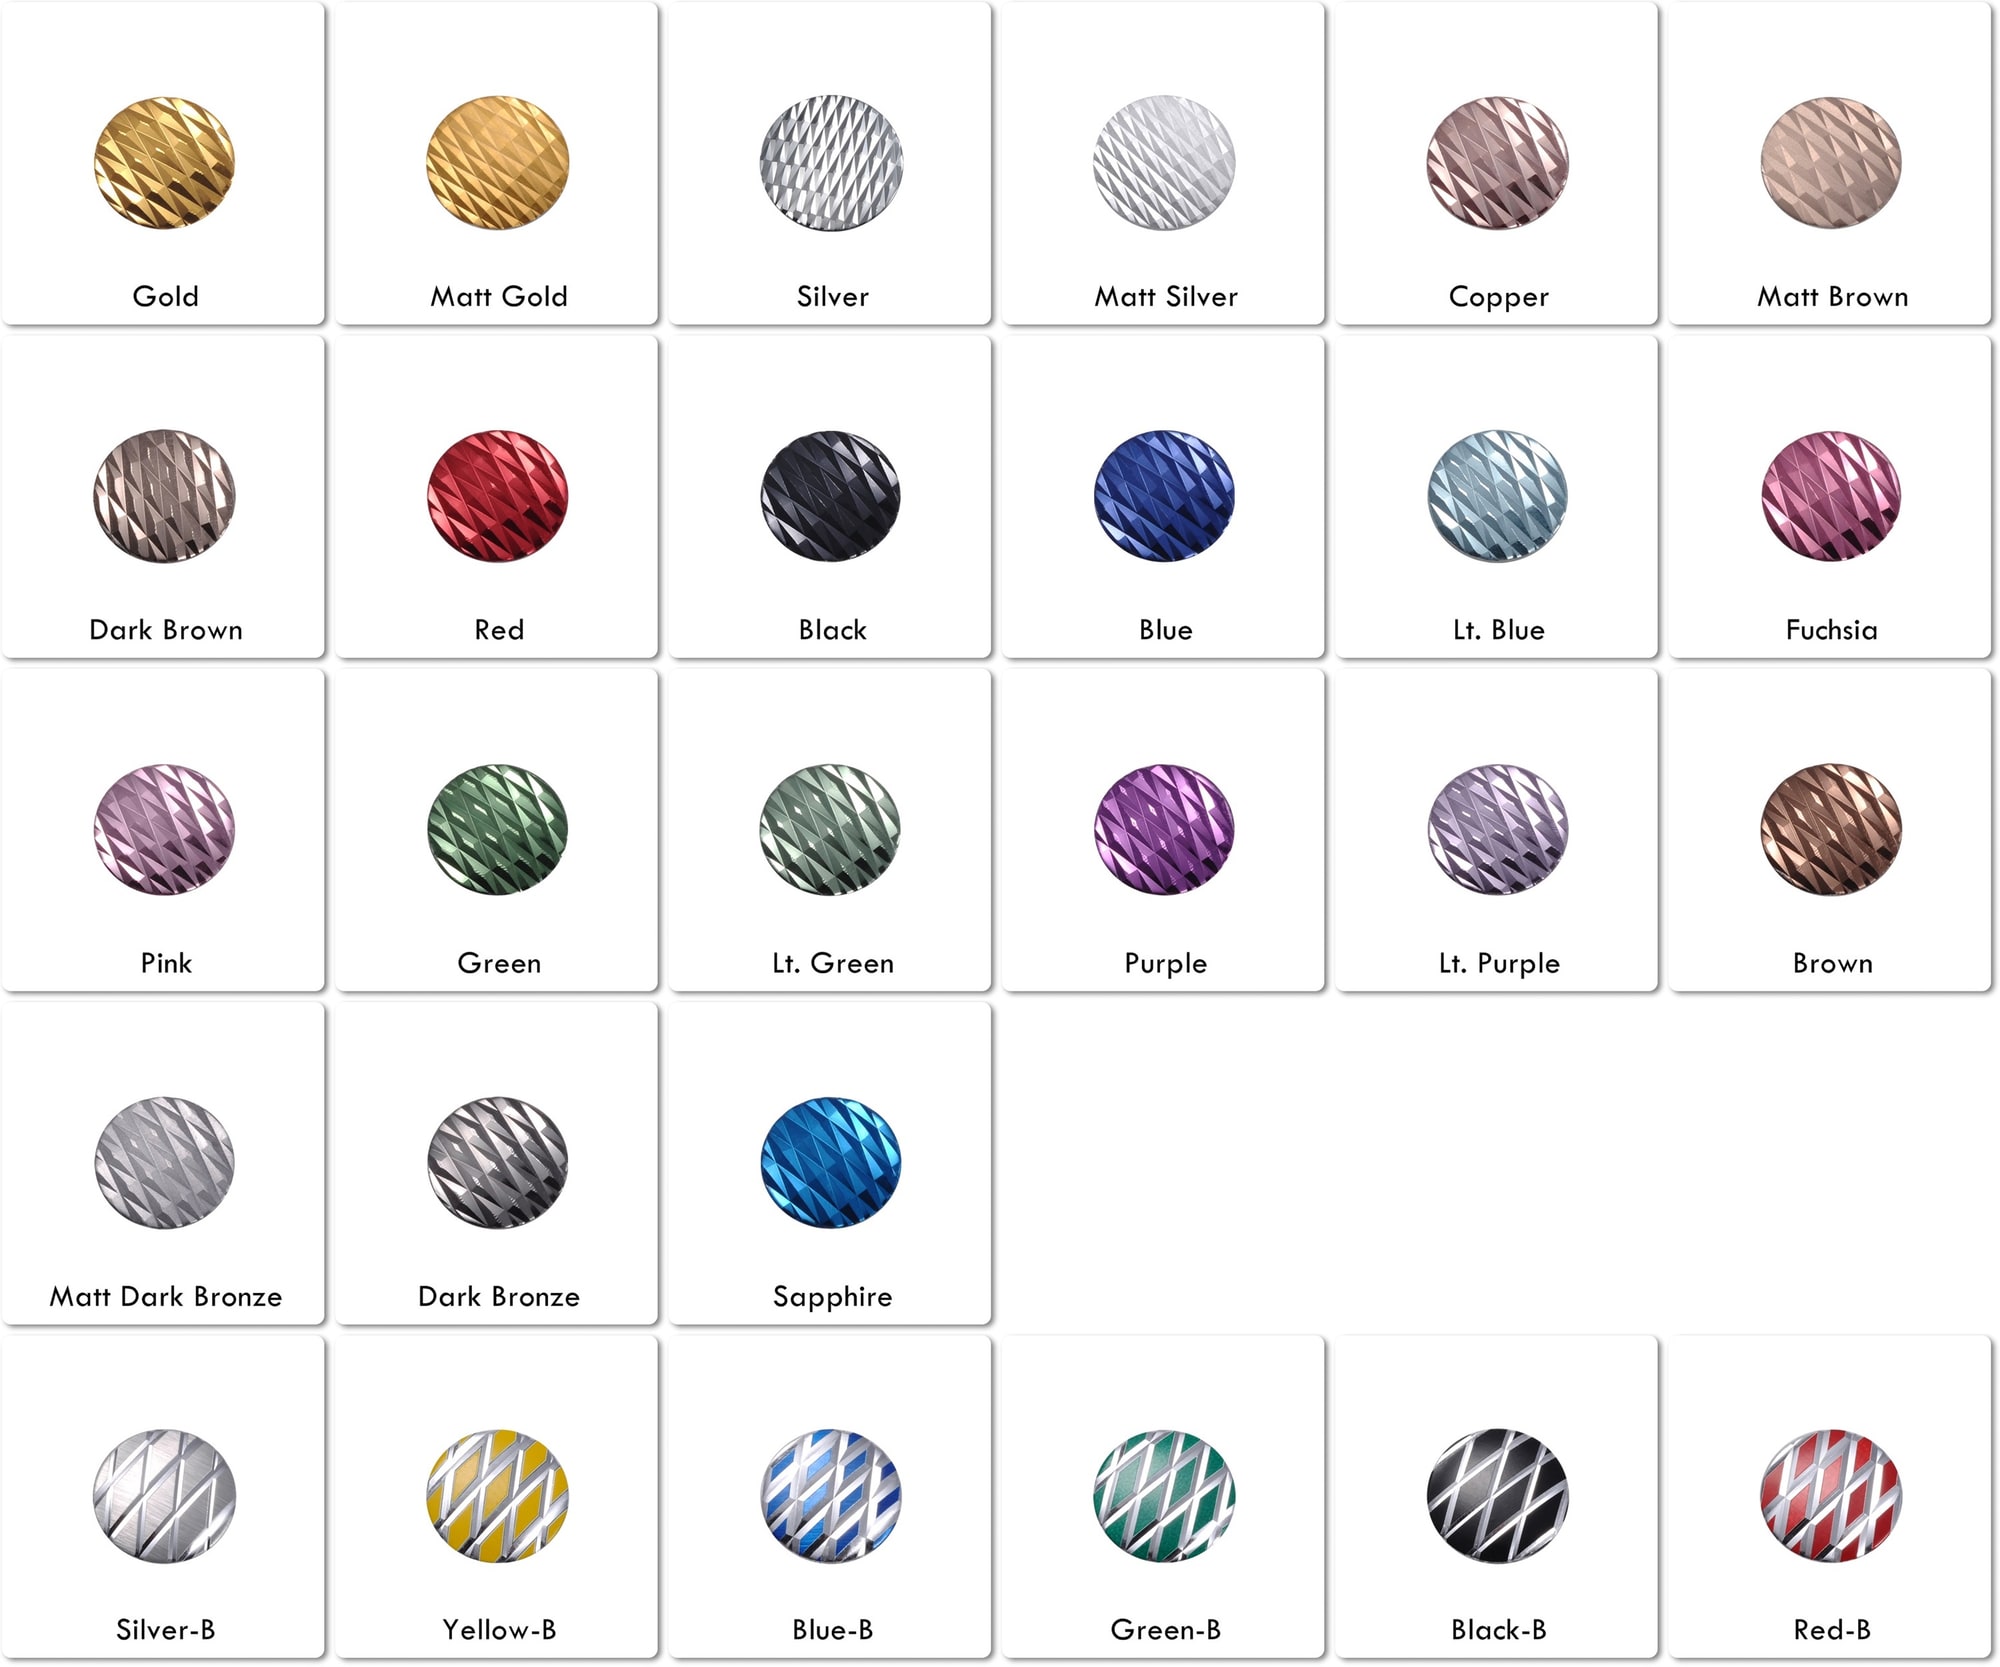 Gold
Matt Gold
Silver
Matt Silver
Copper
Matt Brown
Dark Brown
Red
Black
Blue
Lt. Blue
Fuchsia
Pink
Green
Lt. Green
Purple
Lt. Purple
Brown
Matt Dark Bronze
Dark Bronze
Sapphire
Silver-B
Yellow-B
Blue-B
Green-B
Black-B
Red-B